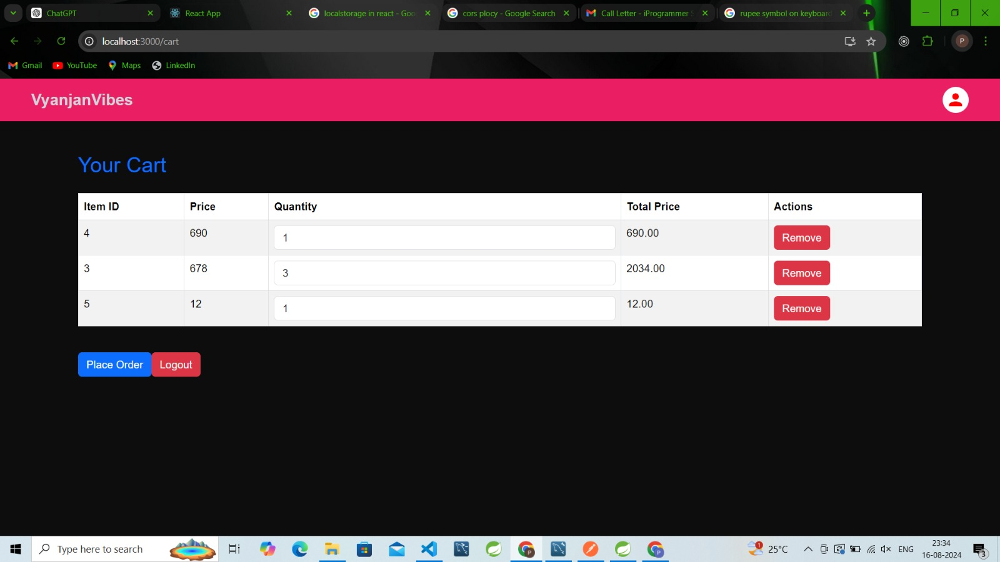 ChatGPT React App localstorage in react - Goo cors plocy - Google Search Call Letter - iProgrammer S rupee symbol on keyboard
localhost:3000/cart P
Gmail YouTube Maps LinkedIn
VyanjanVibes
Your Cart
Item ID Price Quantity Total Price Actions
4 690 1 690.00 Remove
3 678 3 2034.00 Remove
5 12 1 12.00 Remove
Place Order Logout
Type here to search 1 25°C ENG 23:34
16-08-2024 3